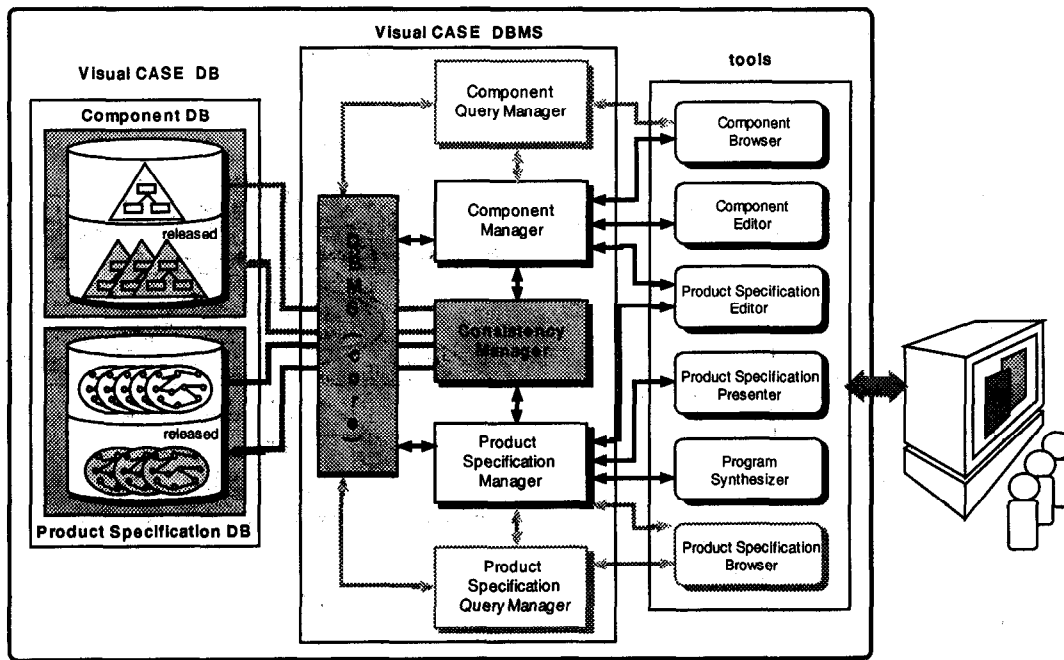 Visual CASE DBMS
Visual CASE DB
tools
Component DB
released
released
Product Specification DB
DBMS
(core)
Component
Query Manager
Component
Manager
Consistency
Manager
Product
Specification
Manager
Product
Specification
Query Manager
Component
Browser
Component
Editor
Product Specification
Editor
Product Specification
Presenter
Program
Synthesizer
Product Specification
Browser